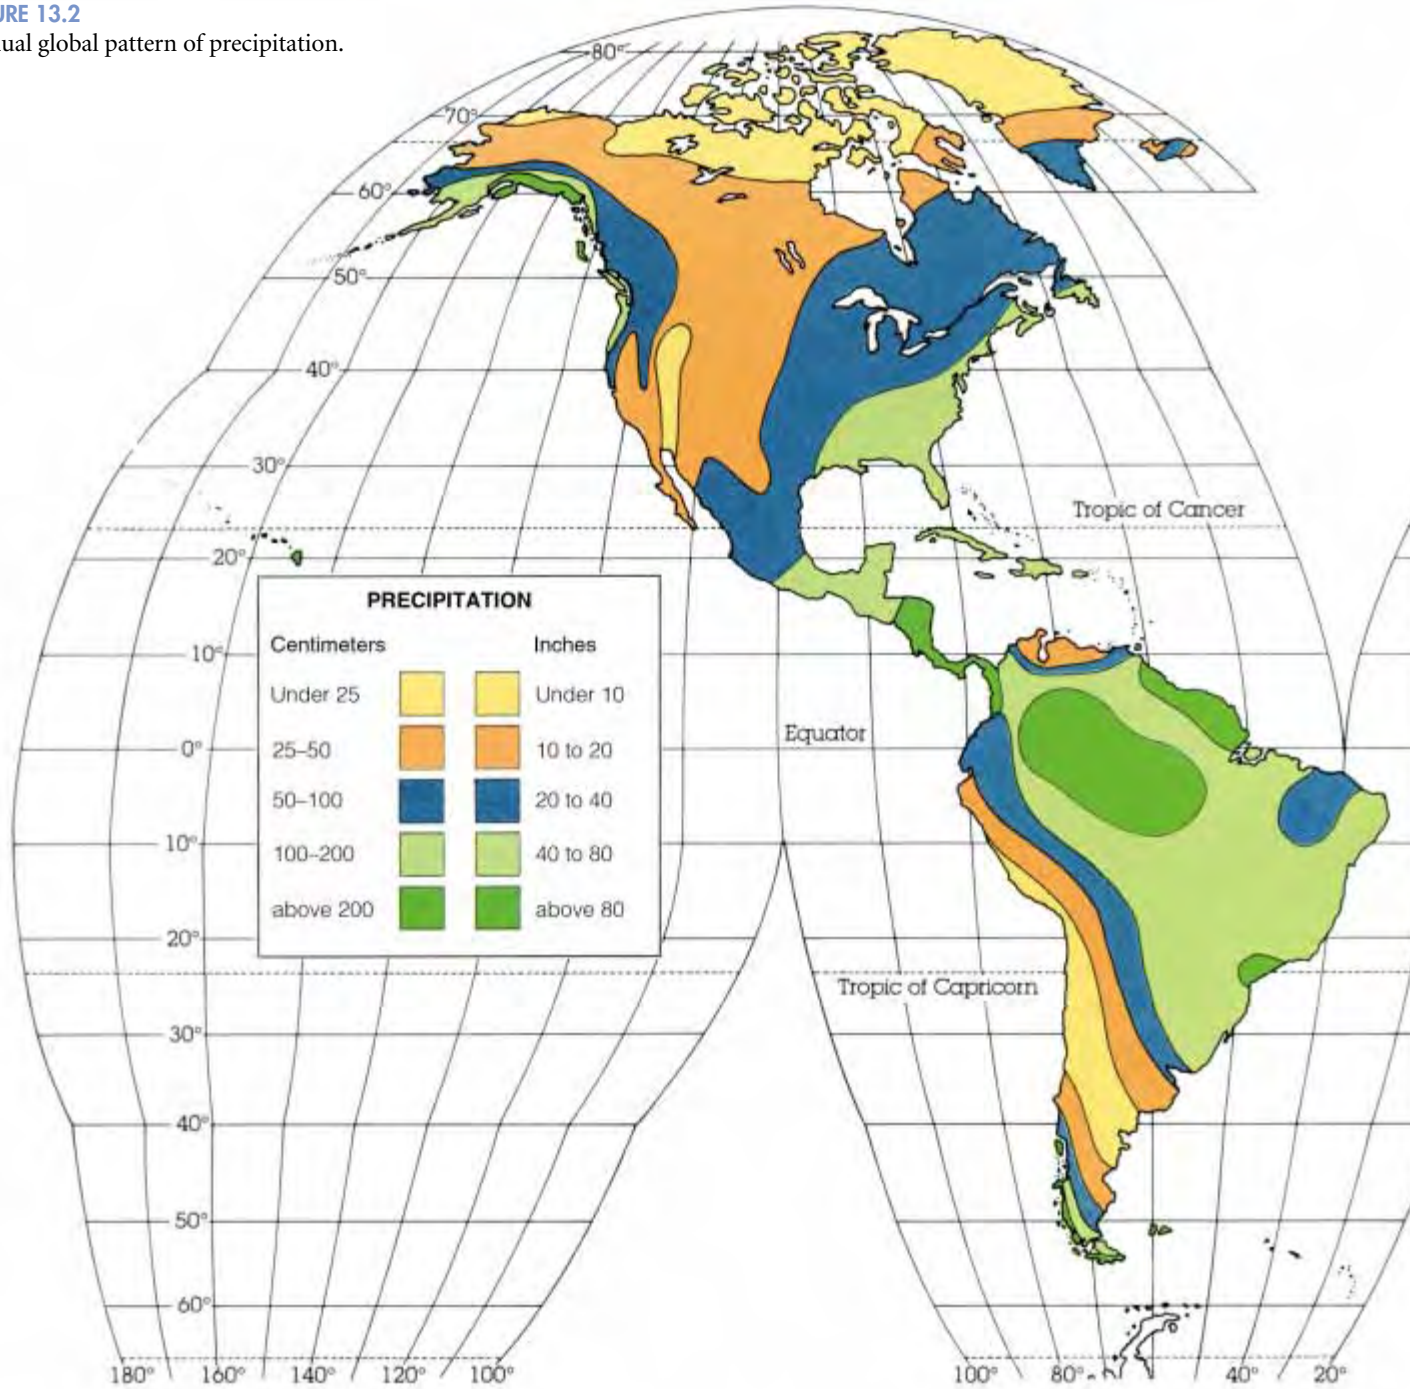 URE 13.2
ual global pattern of precipitation.
80°
70°
60°
50°
40°
30°
Tropic of Cancer
20°
PRECIPITATION
Centimeters Inches
10°
Under 25 Under 10
Equator
0°
25–50 10 to 20
50–100 20 to 40
10°
100–200 40 to 80
above 200 above 80
20°
Tropic of Capricorn
30°
40°
50°
60°
180° 160° 140° 120° 100° 100° 80° 40° 20°